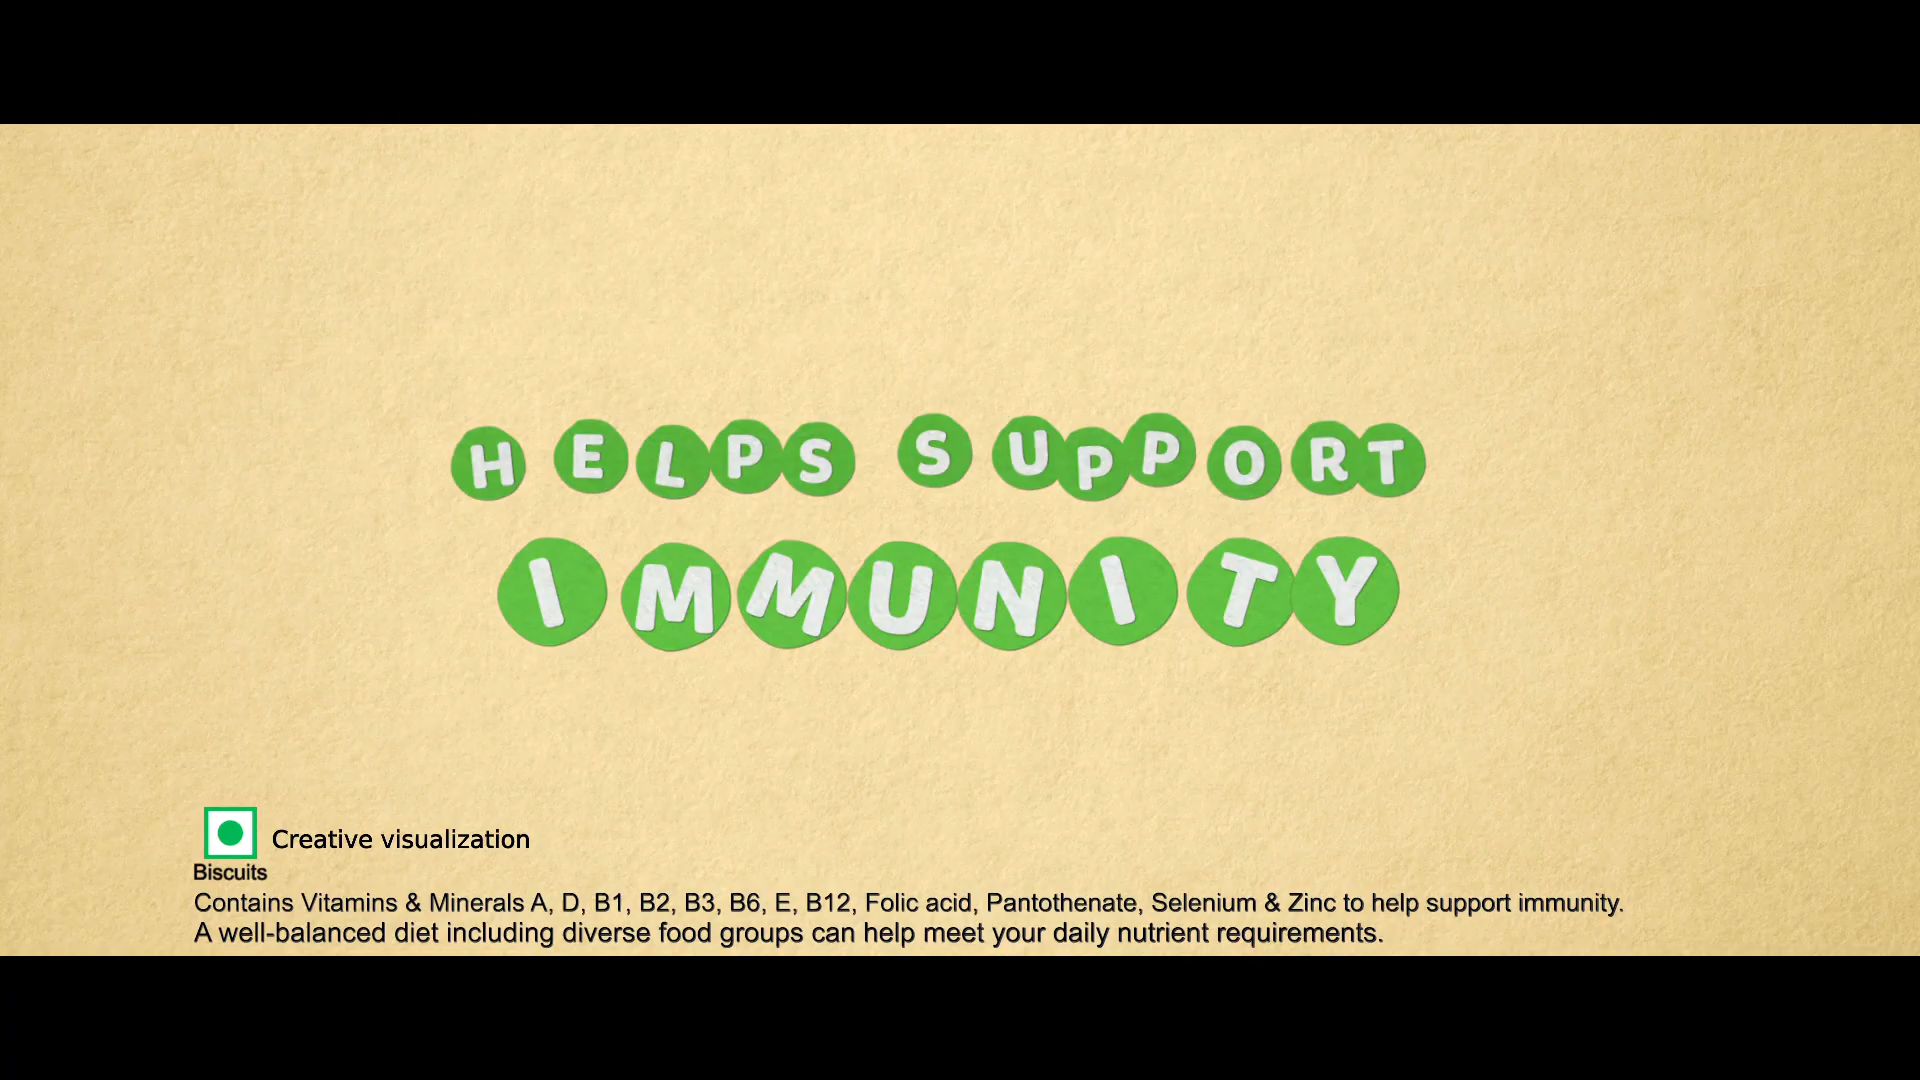 HELPS SUPPORT
IMMUNITY
Creative visualization
Biscuits
Contains Vitamins & Minerals A, D, B1, B2, B3, B6, E, B12, Folic acid, Pantothenate, Selenium & Zinc to help support immunity.
A well-balanced diet including diverse food groups can help meet your daily nutrient requirements.